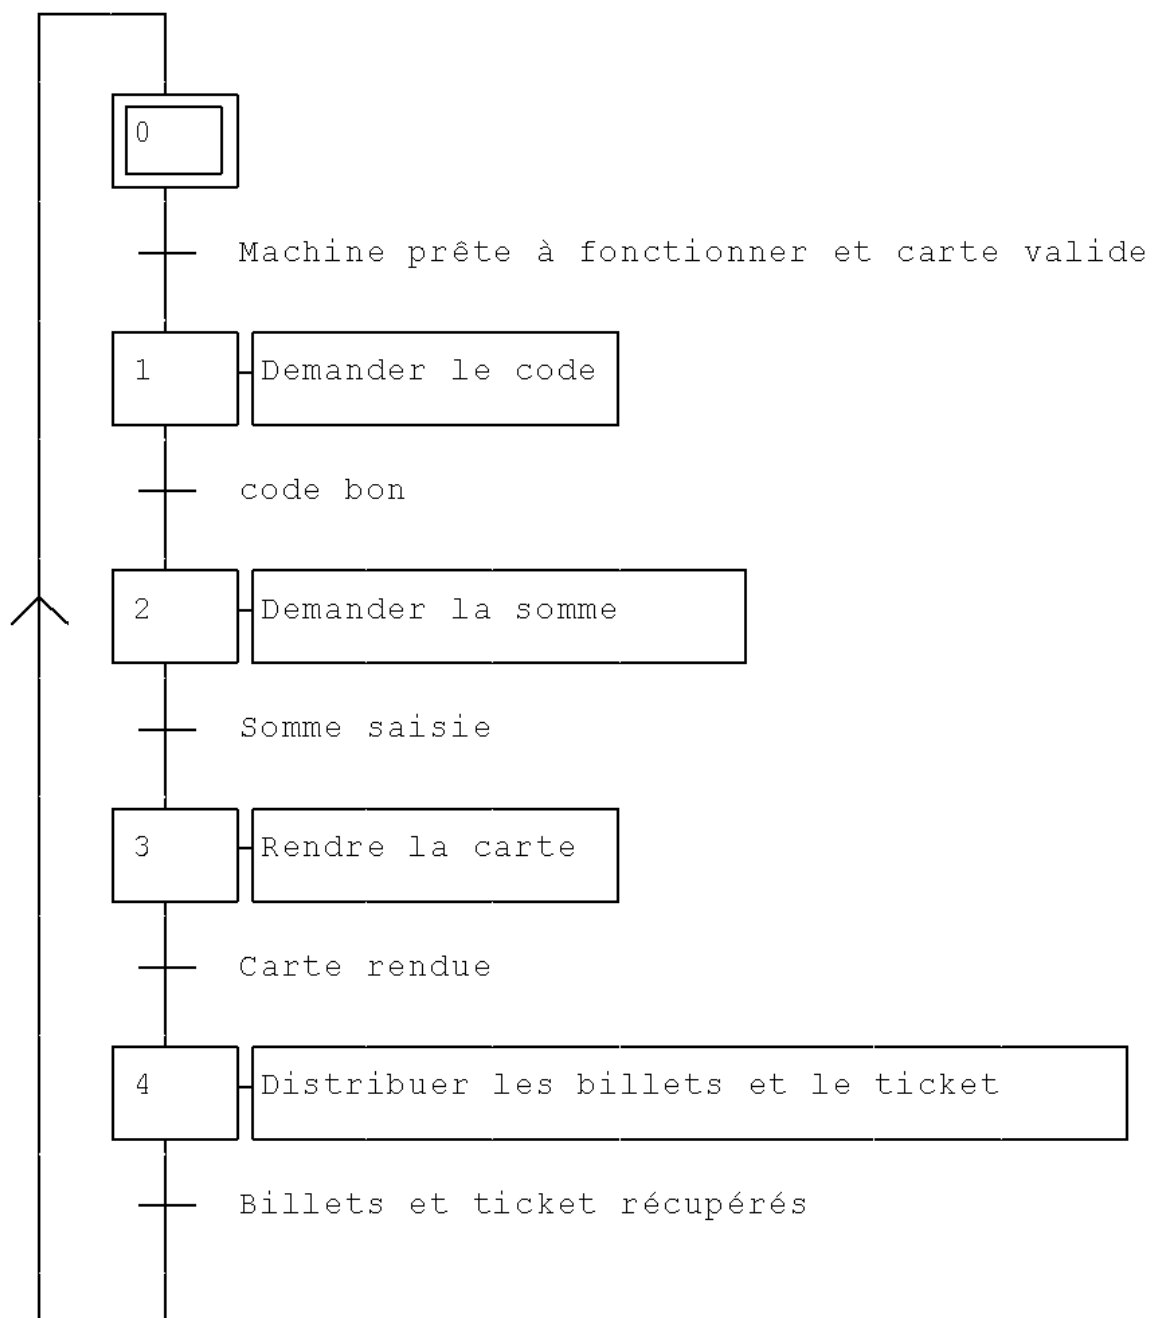 0
Machine prête à fonctionner et carte valide
1 Demander le code
code bon
2 Demander la somme
Somme saisie
3 Rendre la carte
Carte rendue
4 Distribuer les billets et le ticket
Billets et ticket récupérés